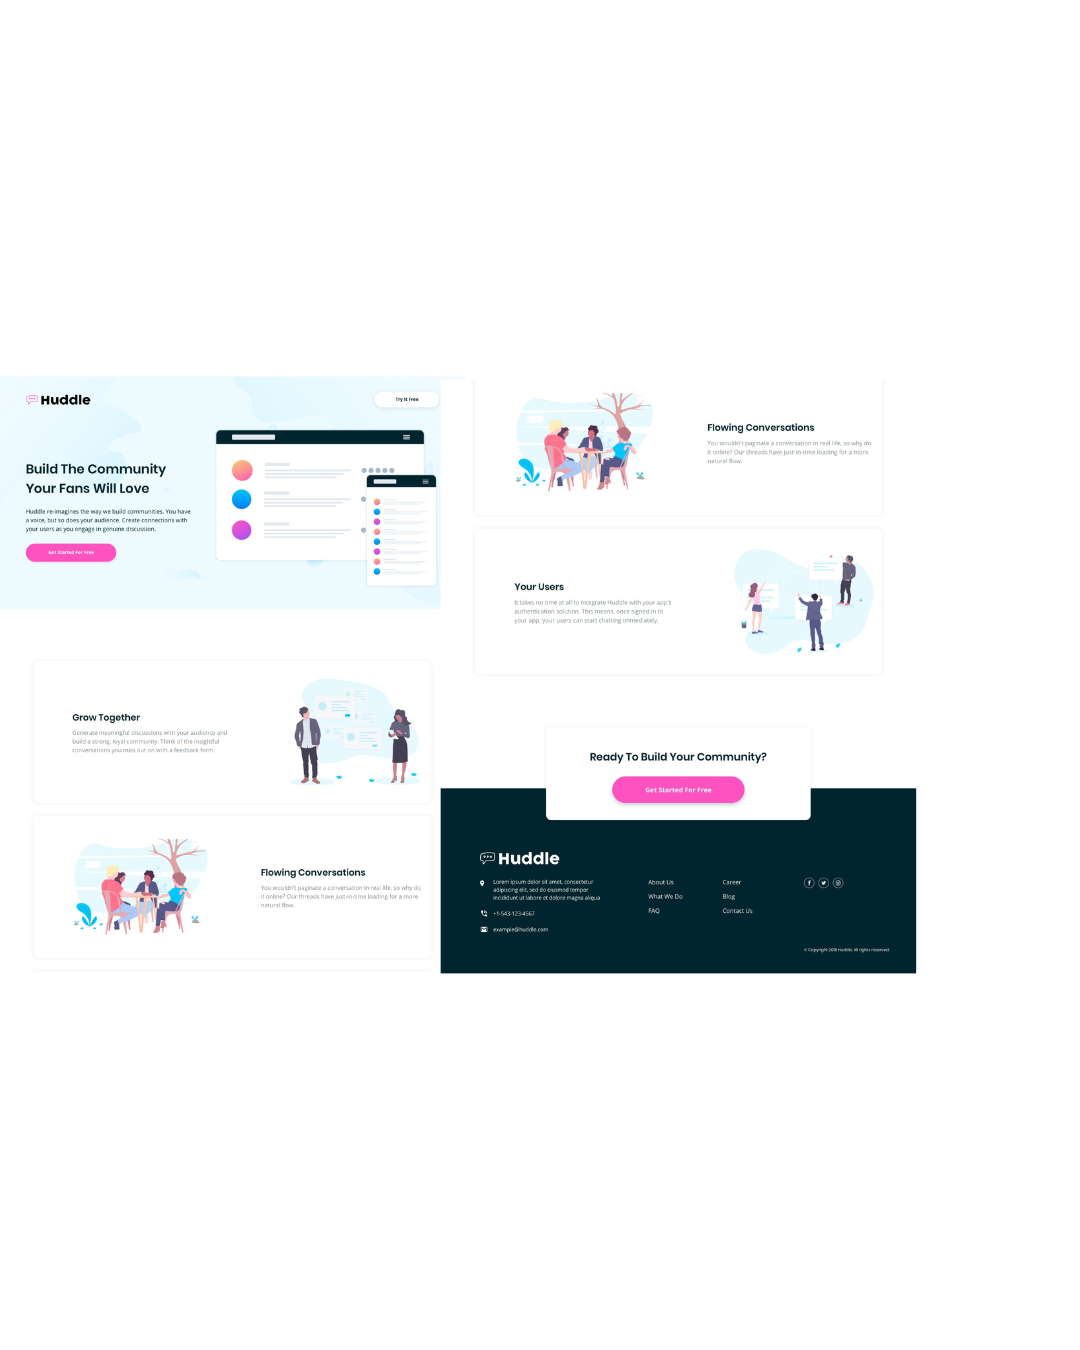 Huddle
Try It Free
Build The Community
Your Fans Will Love
Huddle re-imagines the way we build communities. You have
a voice, but so does your audience. Create connections with
your users as you engage in genuine discussion.
Get Started For Free
Grow Together
Generate meaningful discussions with your audience and
build a strong, loyal community. Think of the insightful
conversations you miss out on with a feedback form.
Flowing Conversations
You wouldn't paginate a conversation in real life, so why do
it online? Our threads have just-in-time loading for a more
natural flow.
Flowing Conversations
You wouldn't paginate a conversation in real life, so why do
it online? Our threads have just-in-time loading for a more
natural flow.
Your Users
It takes no time at all to integrate Huddle with your app's
authentication solution. This means, once signed in to
your app, your users can start chatting immediately.
Ready To Build Your Community?
Get Started For Free
Huddle
Lorem ipsum dolor sit amet, consectetur
adipiscing elit, sed do eiusmod tempor
incididunt ut labore et dolore magna aliqua
+1-543-123-4567
example@huddle.com
About Us
What We Do
FAQ
Career
Blog
Contact Us
© Copyright 2018 Huddle. All rights reserved.